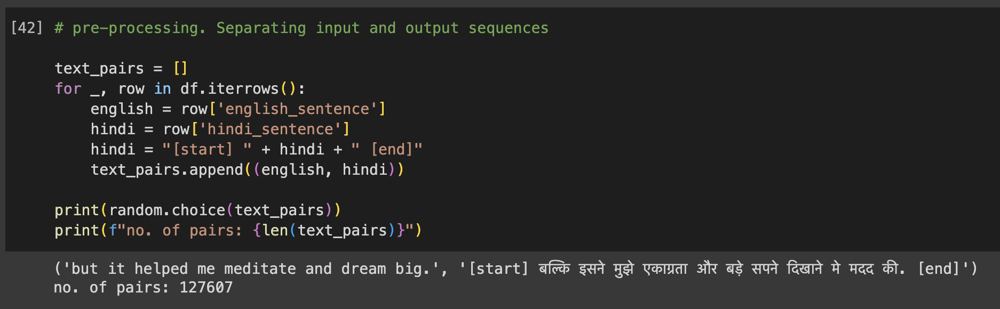 [42] # pre-processing. Separating input and output sequences
text_pairs = []
for _, row in df.iterrows():
    english = row['english_sentence']
    hindi = row['hindi_sentence']
    hindi = "[start] " + hindi + " [end]"
    text_pairs.append((english, hindi))
print(random.choice(text_pairs))
print(f"no. of pairs: {len(text_pairs)}")
('but it helped me meditate and dream big.', '[start] बल्कि इसने मुझे एकाग्रता और बड़े सपने दिखाने मे मदद की. [end]')
no. of pairs: 127607